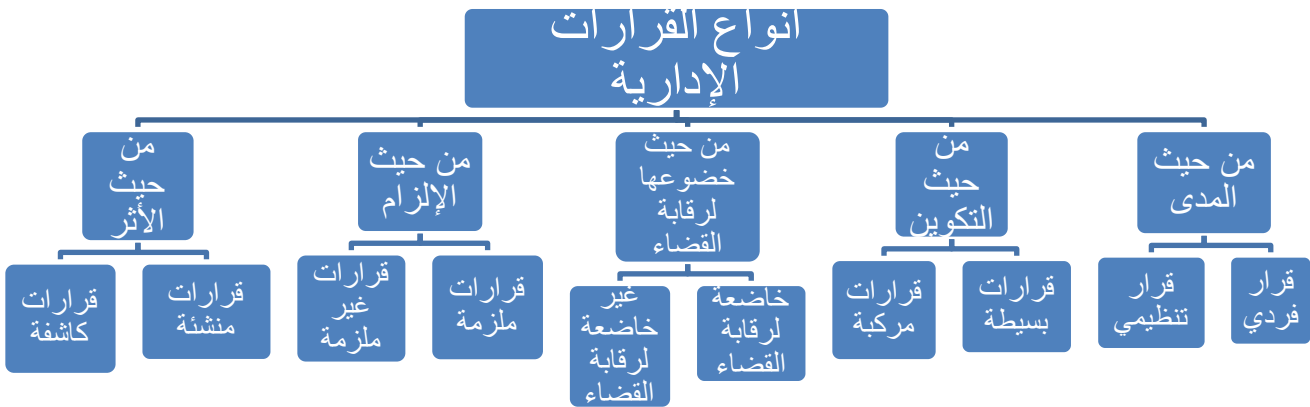 أنواع القرارات
الإدارية
من حيث
المدى
من
حيث
التكوين
من حيث
خضوعها
لرقابة
القضاء
من حيث
الإلزام
من
حيث
الأثر
قرار
فردي
قرار
تنظيمي
قرارات
بسيطة
قرارات
مركبة
خاضعة
لرقابة
القضاء
غير
خاضعة
لرقابة
القضاء
قرارات
ملزمة
قرارات
غير
ملزمة
قرارات
منشئة
قرارات
كاشفة